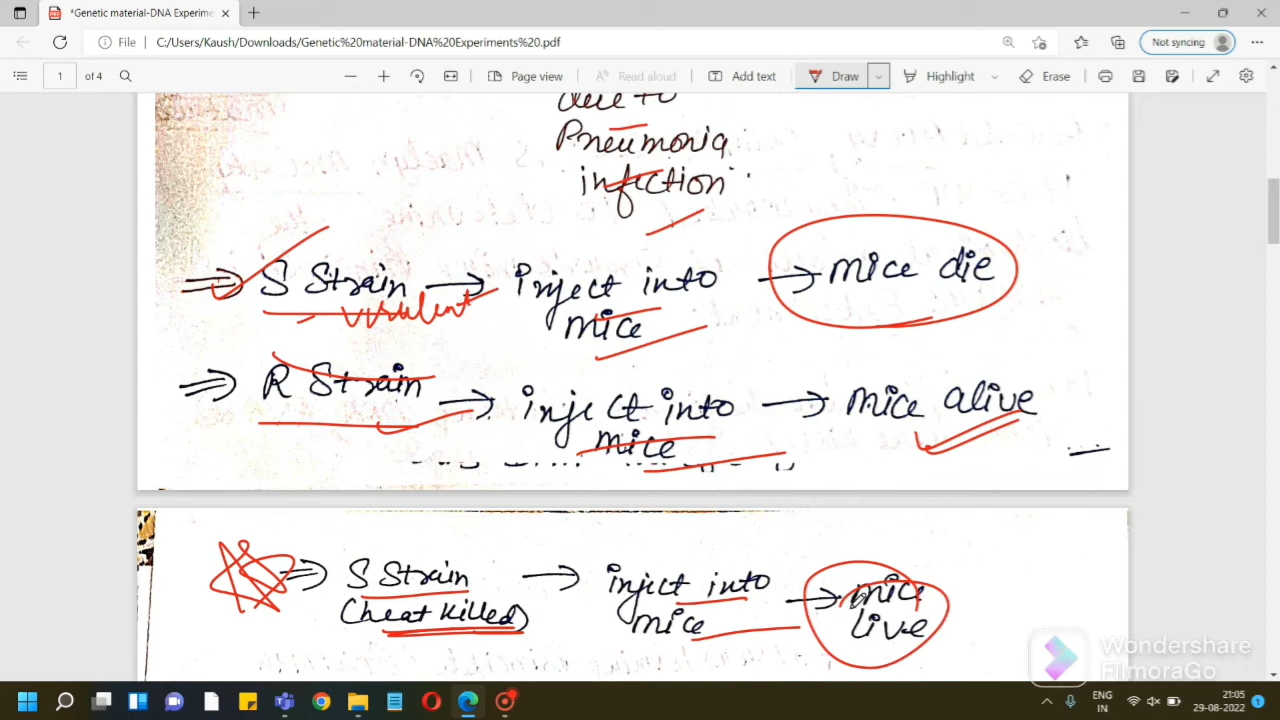 *Genetic material-DNA Experime
File C:/Users/Kaush/Downloads/Genetic%20material-DNA%20Experiments%20.pdf
Not syncing
1 of 4 Page view Read aloud Add text Draw Highlight Erase
due to
Pneumonia
infection
⇒ S Strain → inject into mice → mice die
virulent
⇒ R Strain → inject into mice → mice alive
⇒ S Strain (heat killed) → inject into mice → mice live
Wondershare
FilmoraGo
ENG
IN
21:05
29-08-2022
1